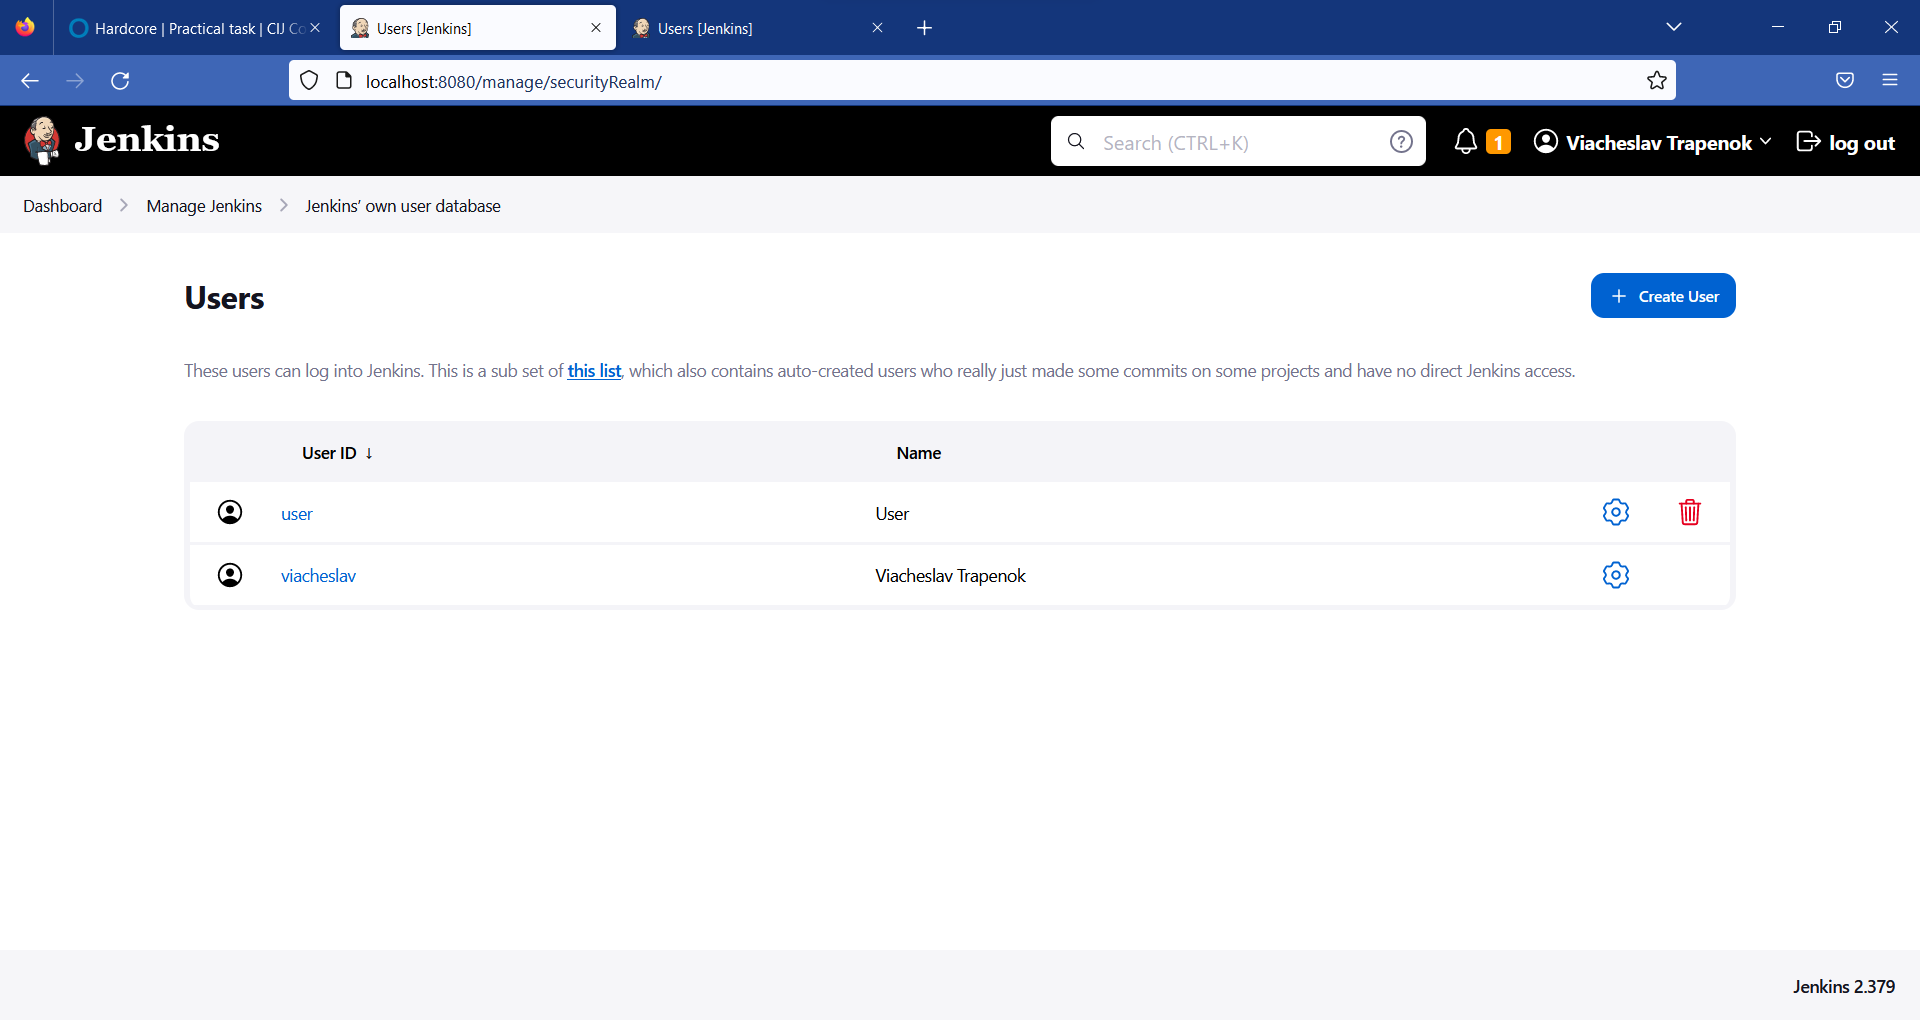 Hardcore | Practical task | CIJ Co
Users [Jenkins]
Users [Jenkins]
localhost:8080/manage/securityRealm/
Jenkins
Search (CTRL+K)
1
Viacheslav Trapenok
log out
Dashboard
Manage Jenkins
Jenkins’ own user database
Users
+ Create User
These users can log into Jenkins. This is a sub set of this list, which also contains auto-created users who really just made some commits on some projects and have no direct Jenkins access.
User ID ↓ Name
user User
viacheslav Viacheslav Trapenok
Jenkins 2.379